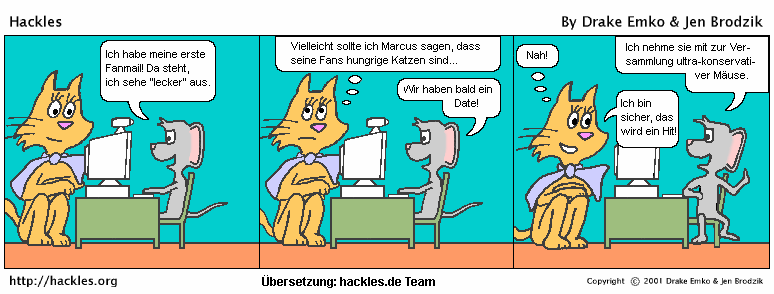 Hackles
By Drake Emko & Jen Brodzik
Ich habe meine erste
Fanmail! Da steht,
ich sehe "lecker" aus.
Vielleicht sollte ich Marcus sagen, dass
seine Fans hungrige Katzen sind...
Wir haben bald ein
Date!
Nah!
Ich nehme sie mit zur Ver-
sammlung ultra-konservati-
ver Mäuse.
Ich bin
sicher, das
wird ein Hit!
http://hackles.org
Übersetzung: hackles.de Team
Copyright © 2001 Drake Emko & Jen Brodzik